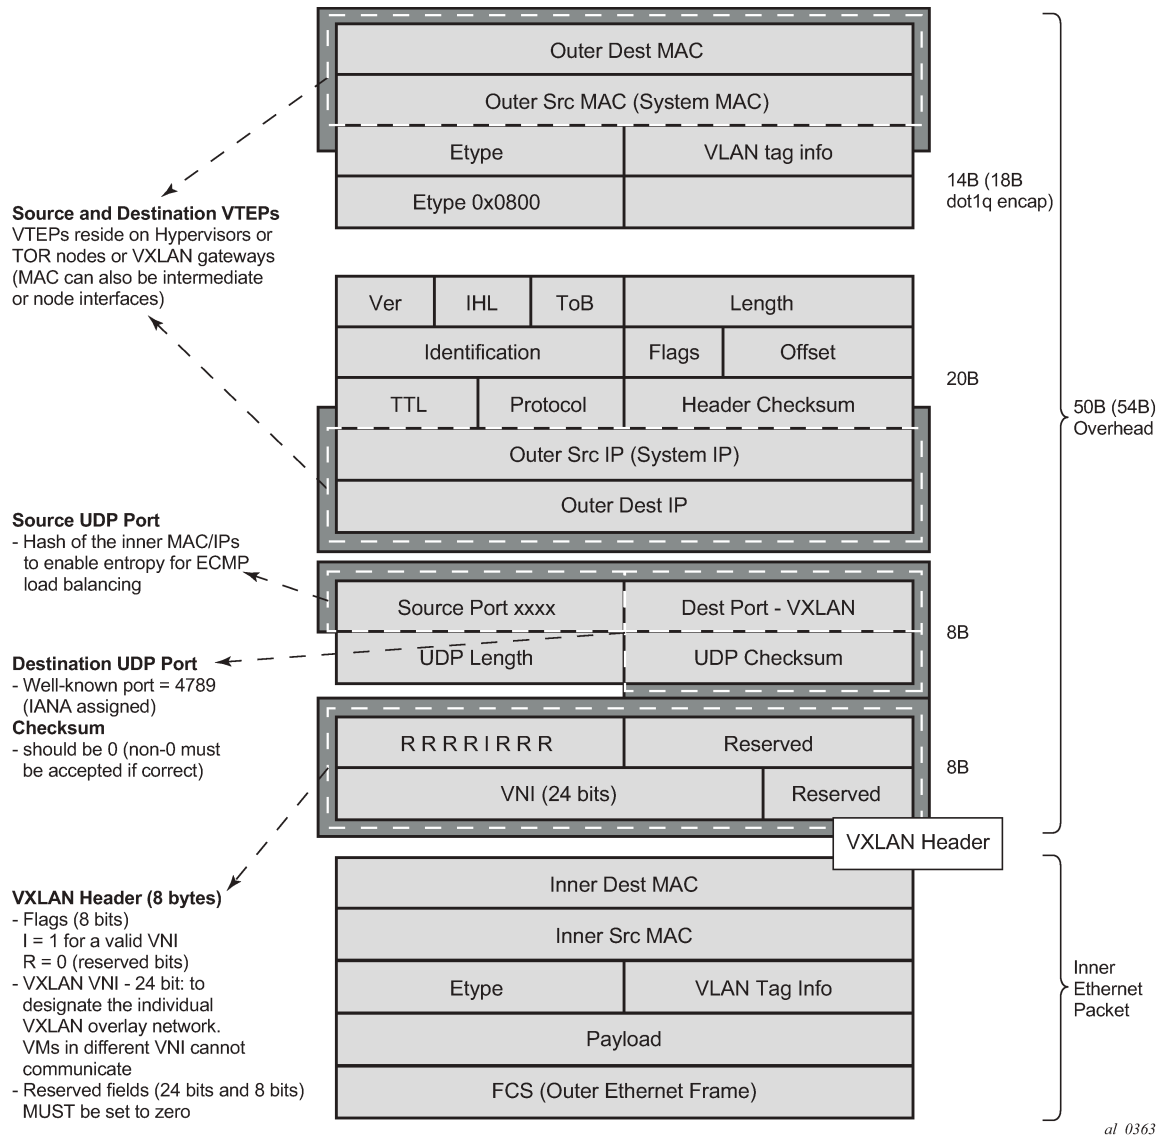 Outer Dest MAC
Outer Src MAC (System MAC)
Etype
VLAN tag info
Etype 0x0800
14B (18B
dot1q encap)
Source and Destination VTEPs
VTEPs reside on Hypervisors or
TOR nodes or VXLAN gateways
(MAC can also be intermediate
or node interfaces)
Ver
IHL
ToB
Length
Identification
Flags
Offset
TTL
Protocol
Header Checksum
Outer Src IP (System IP)
Outer Dest IP
20B
50B (54B)
Overhead
Source UDP Port
- Hash of the inner MAC/IPs
to enable entropy for ECMP
load balancing
Source Port xxxx
Dest Port - VXLAN
UDP Length
UDP Checksum
8B
Destination UDP Port
- Well-known port = 4789
(IANA assigned)
Checksum
- should be 0 (non-0 must
be accepted if correct)
R R R R I R R R
Reserved
VNI (24 bits)
Reserved
8B
VXLAN Header
VXLAN Header (8 bytes)
- Flags (8 bits)
I = 1 for a valid VNI
R = 0 (reserved bits)
- VXLAN VNI - 24 bit: to
designate the individual
VXLAN overlay network.
VMs in different VNI cannot
communicate
- Reserved fields (24 bits and 8 bits)
MUST be set to zero
Inner Dest MAC
Inner Src MAC
Etype
VLAN Tag Info
Payload
FCS (Outer Ethernet Frame)
Inner
Ethernet
Packet
al_0363